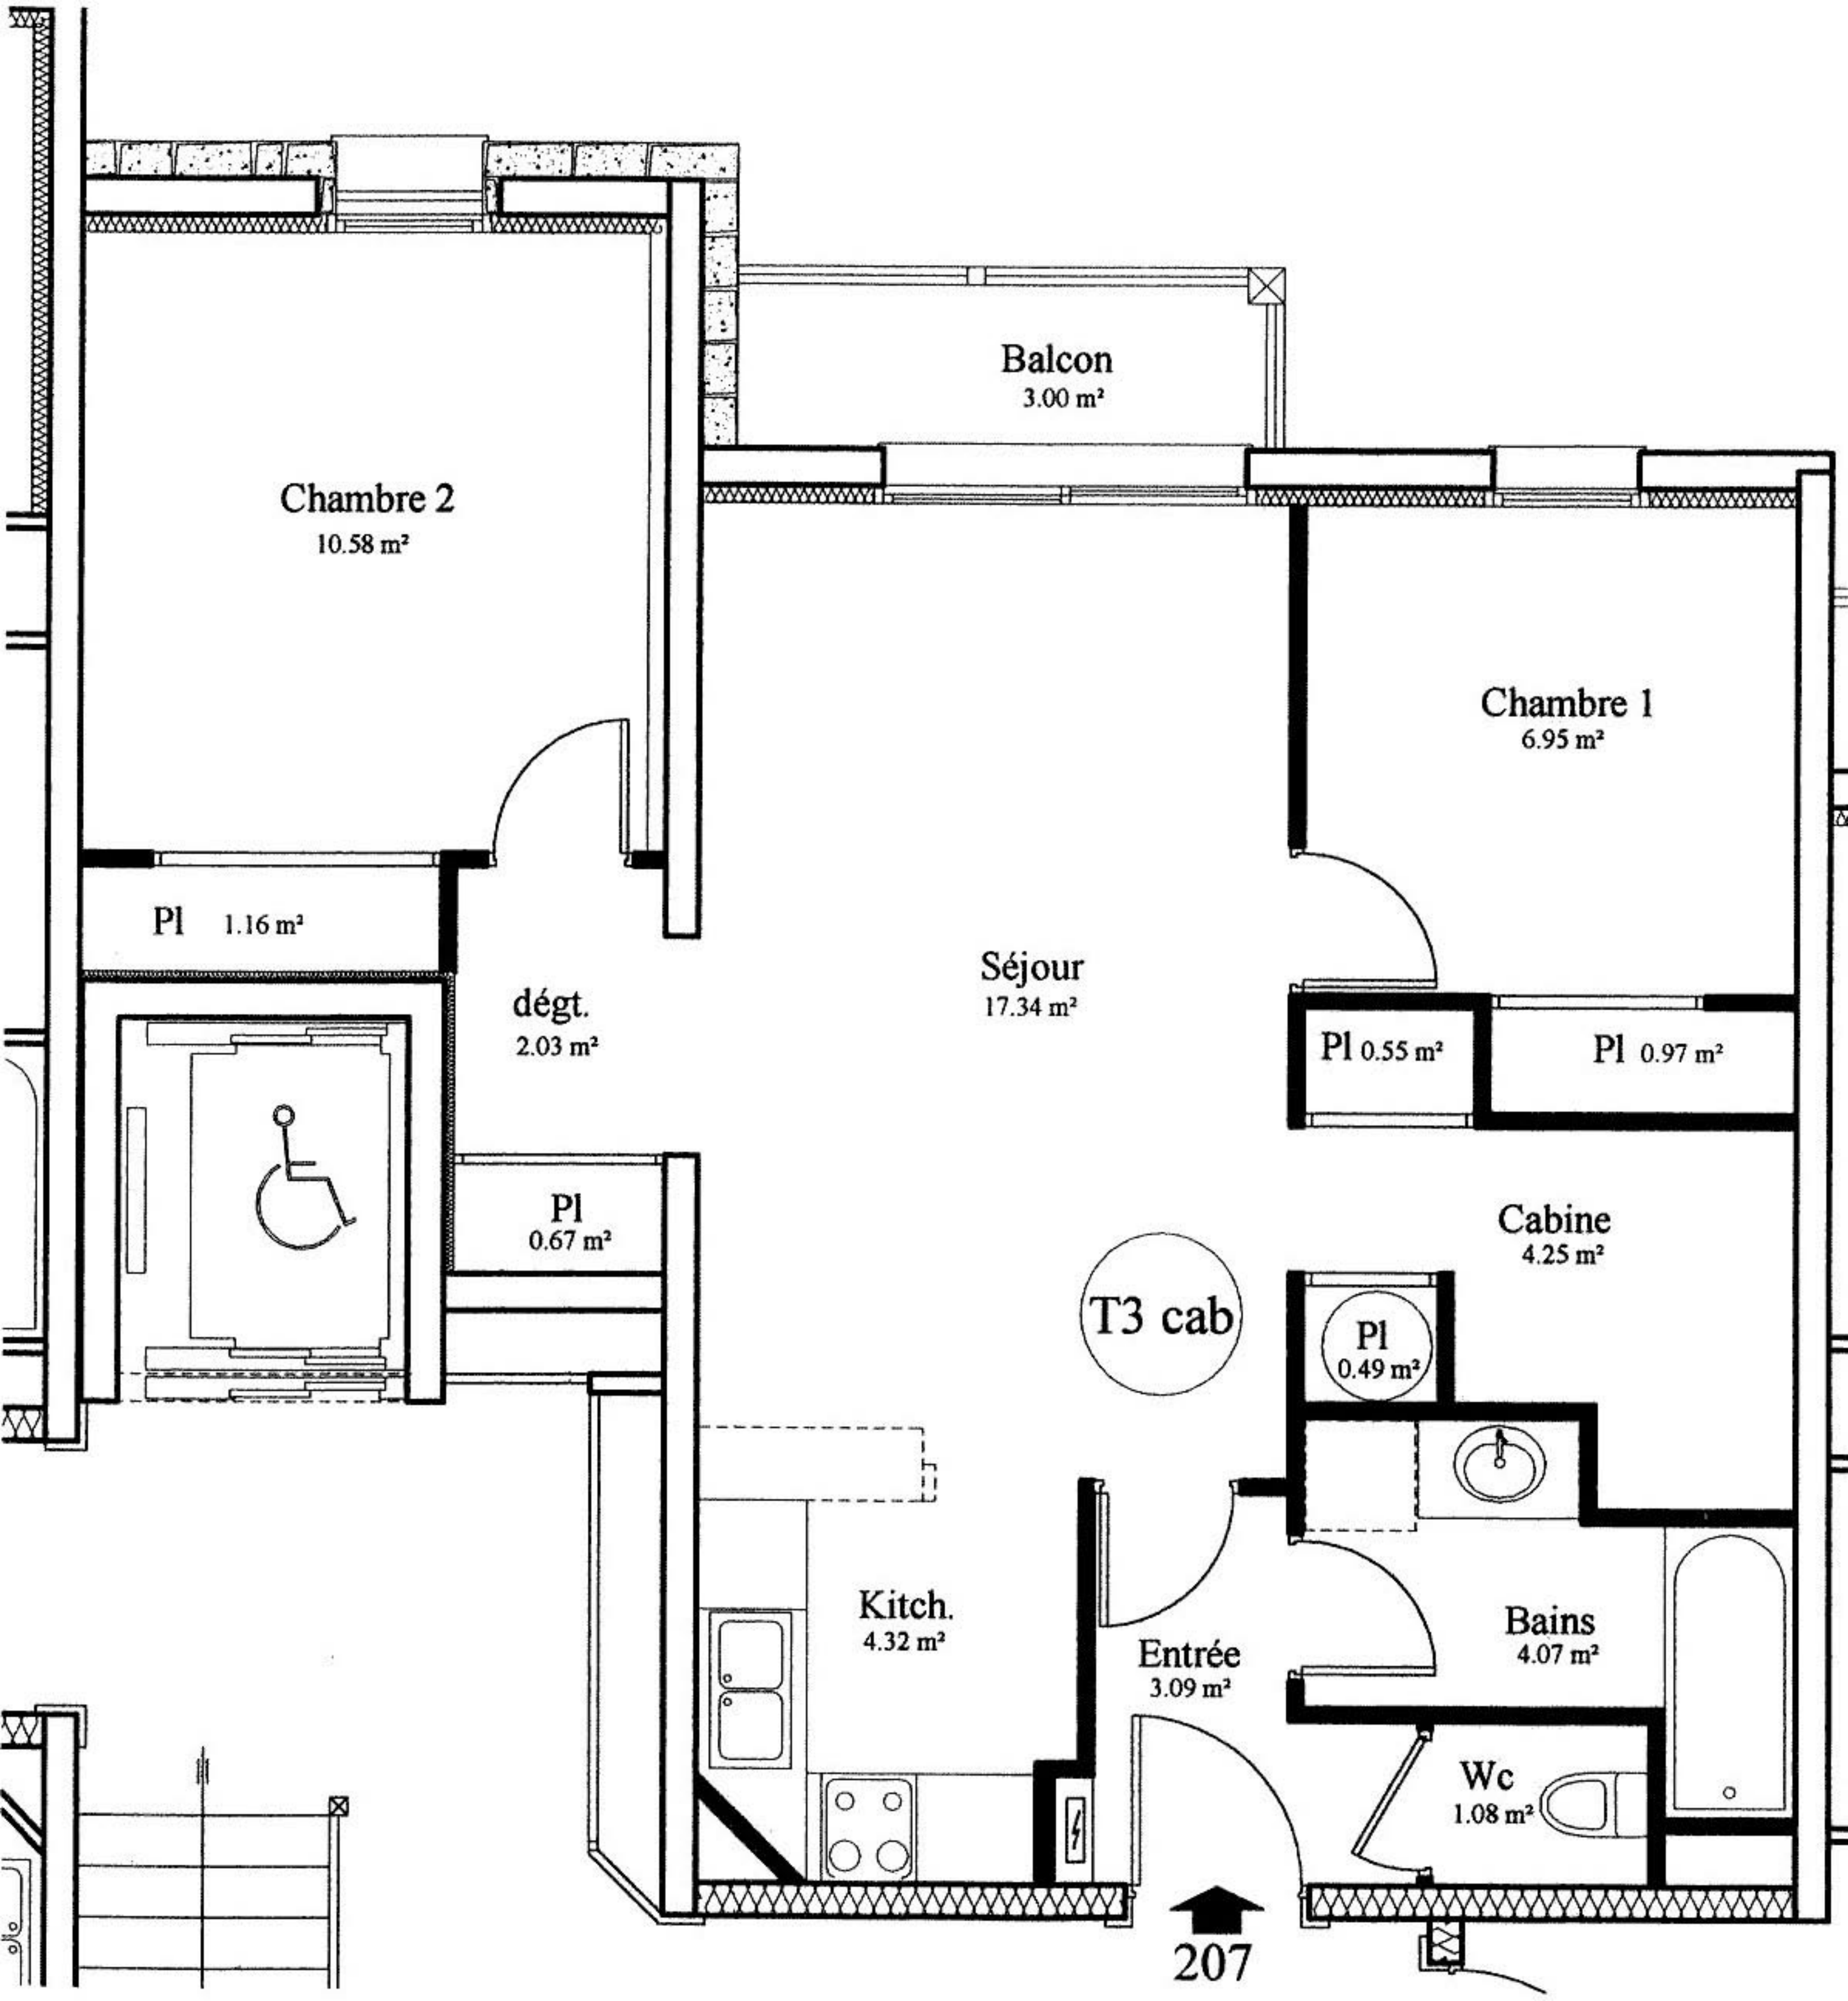 Balcon
3.00 m²
Chambre 2
10.58 m²
Chambre 1
6.95 m²
Pl 1.16 m²
Séjour
17.34 m²
dégt.
2.03 m²
Pl 0.55 m²
Pl 0.97 m²
Pl
0.67 m²
Cabine
4.25 m²
T3 cab
Pl
0.49 m²
Kitch.
4.32 m²
Entrée
3.09 m²
Bains
4.07 m²
Wc
1.08 m²
207